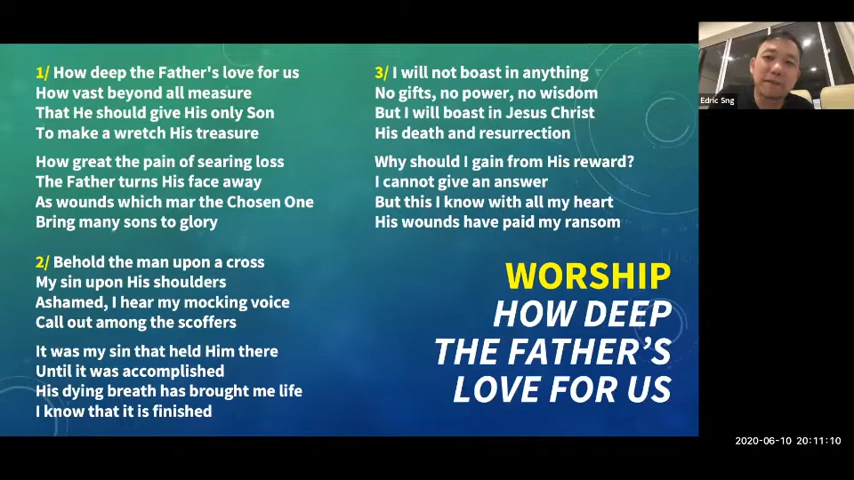 1/ How deep the Father's love for us
How vast beyond all measure
That He should give His only Son
To make a wretch His treasure
How great the pain of searing loss
The Father turns His face away
As wounds which mar the Chosen One
Bring many sons to glory
2/ Behold the man upon a cross
My sin upon His shoulders
Ashamed, I hear my mocking voice
Call out among the scoffers
It was my sin that held Him there
Until it was accomplished
His dying breath has brought me life
I know that it is finished
3/ I will not boast in anything
No gifts, no power, no wisdom
But I will boast in Jesus Christ
His death and resurrection
Why should I gain from His reward?
I cannot give an answer
But this I know with all my heart
His wounds have paid my ransom
WORSHIP
HOW DEEP
THE FATHER’S
LOVE FOR US
Edric Sng
2020-06-10 20:11:10